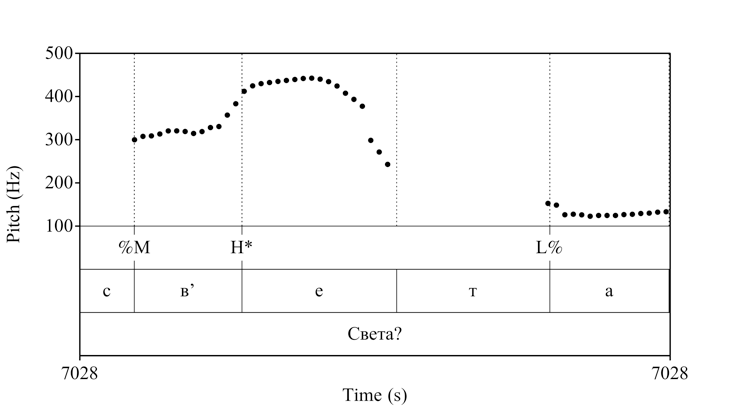 500
400
300
200
100
Pitch (Hz)
%M H* L%
с в’ е т а
Света?
7028 7028
Time (s)